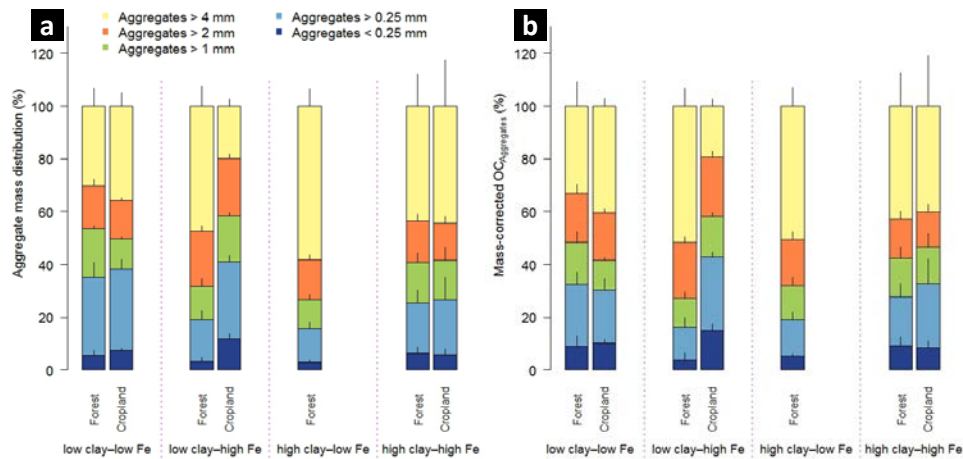 a
Aggregates > 4 mm
Aggregates > 2 mm
Aggregates > 1 mm
Aggregates > 0.25 mm
Aggregates < 0.25 mm
Aggregate mass distribution (%)
120
100
80
60
40
20
0
Forest
Cropland
Forest
Cropland
Forest
Forest
Cropland
low clay–low Fe
low clay–high Fe
high clay–low Fe
high clay–high Fe
b
Mass-corrected OCAggregates (%)
120
100
80
60
40
20
0
Forest
Cropland
Forest
Cropland
Forest
Forest
Cropland
low clay–low Fe
low clay–high Fe
high clay–low Fe
high clay–high Fe